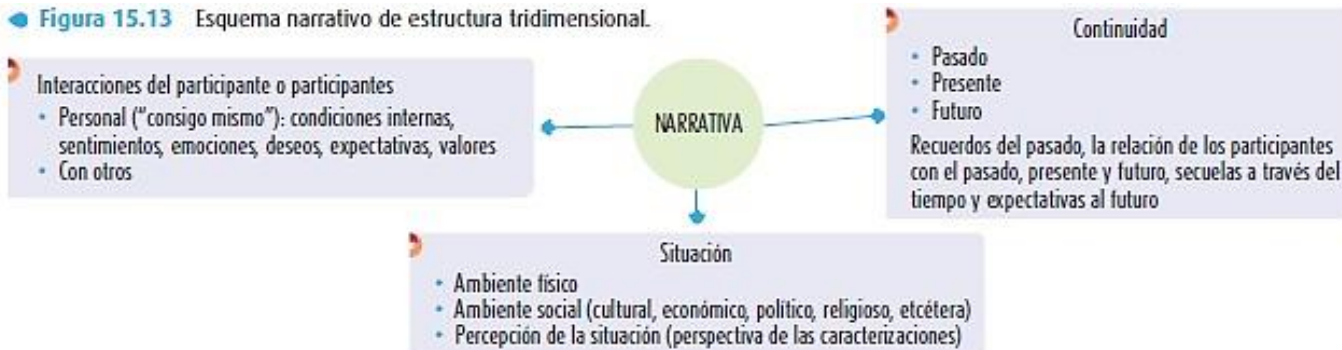 Figura 15.13 Esquema narrativo de estructura tridimensional.
Interacciones del participante o participantes
• Personal ("consigo mismo"): condiciones internas,
sentimientos, emociones, deseos, expectativas, valores
• Con otros
NARRATIVA
Continuidad
• Pasado
• Presente
• Futuro
Recuerdos del pasado, la relación de los participantes
con el pasado, presente y futuro, secuelas a través del
tiempo y expectativas al futuro
Situación
• Ambiente físico
• Ambiente social (cultural, económico, político, religioso, etcétera)
• Percepción de la situación (perspectiva de las caracterizaciones)